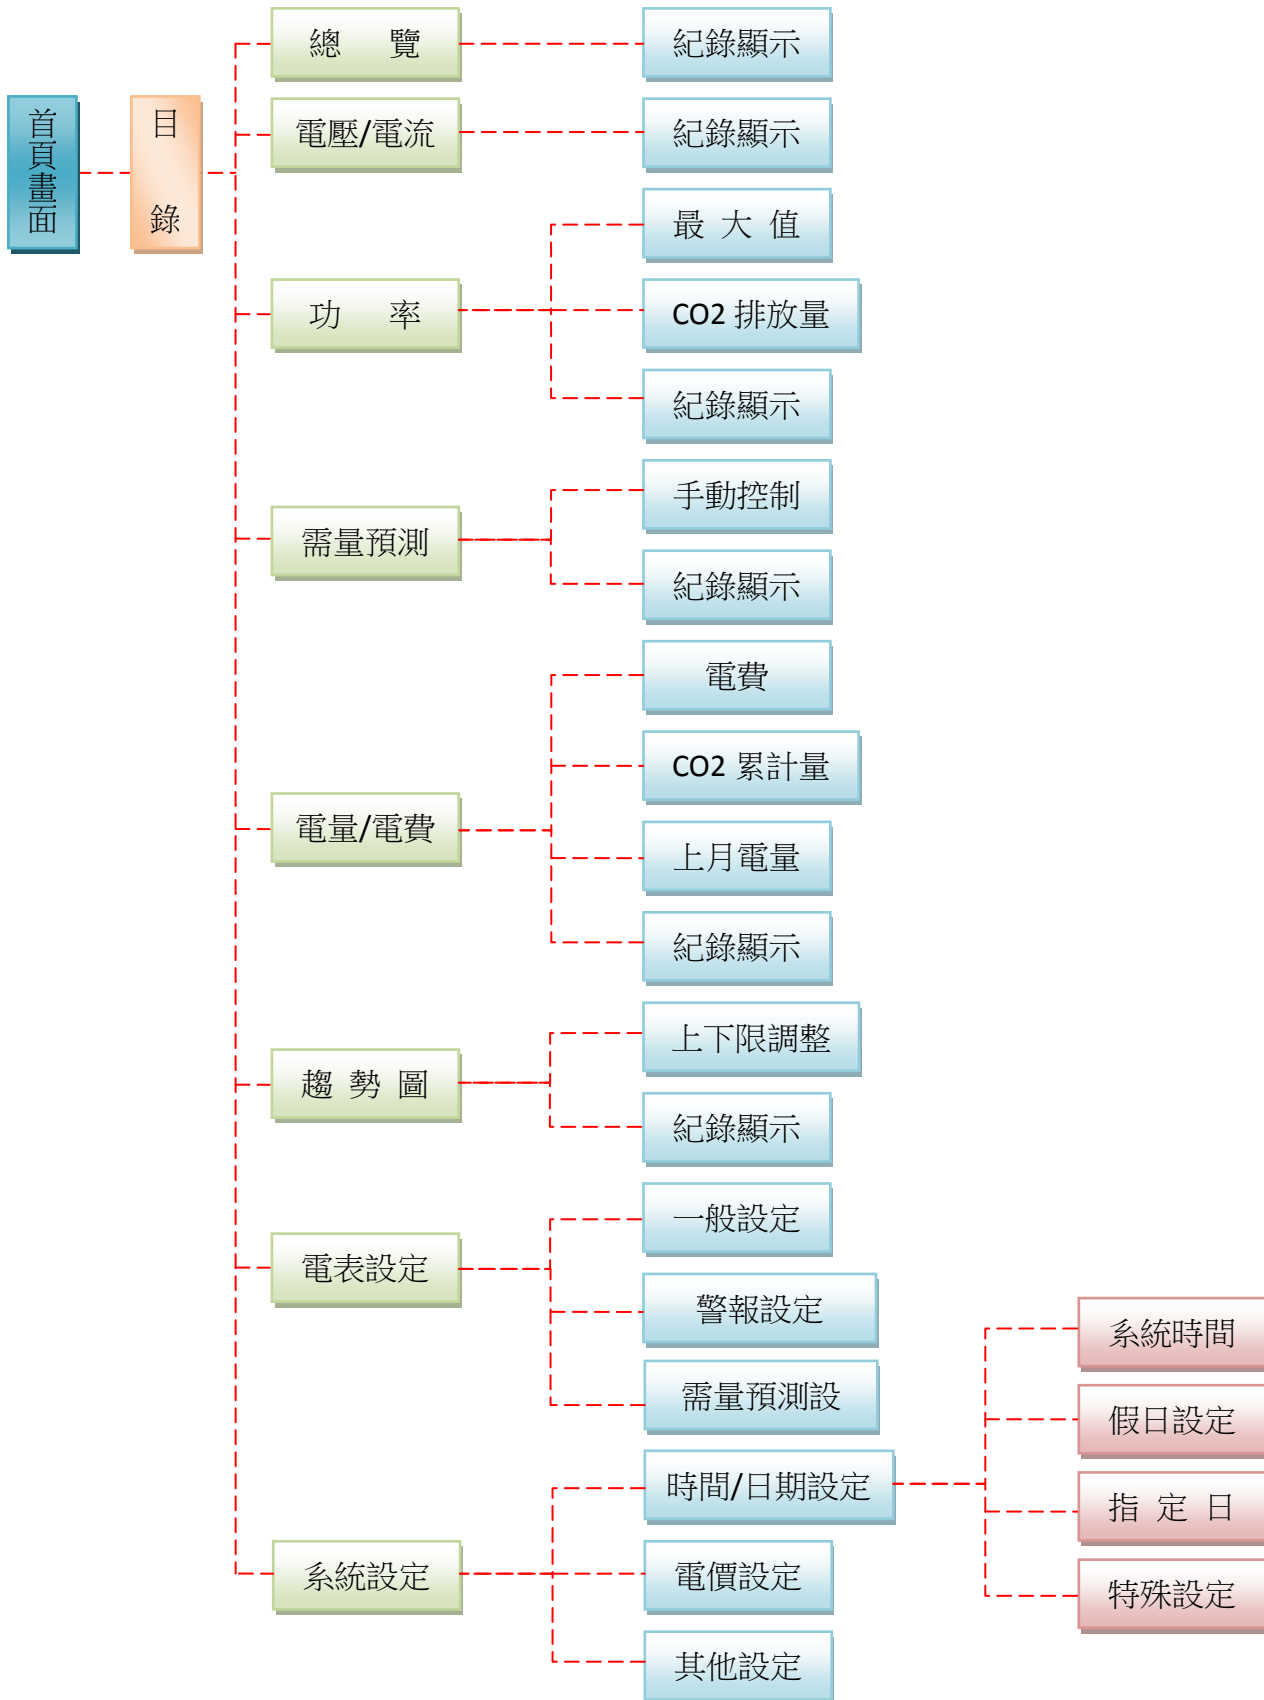 首頁畫面
目錄
總覽
紀錄顯示
電壓/電流
紀錄顯示
功率
最大值
CO2 排放量
紀錄顯示
需量預測
手動控制
紀錄顯示
電量/電費
電費
CO2 累計量
上月電量
紀錄顯示
趨勢圖
上下限調整
紀錄顯示
電表設定
一般設定
警報設定
需量預測設
系統設定
時間/日期設定
系統時間
假日設定
指定日
特殊設定
電價設定
其他設定